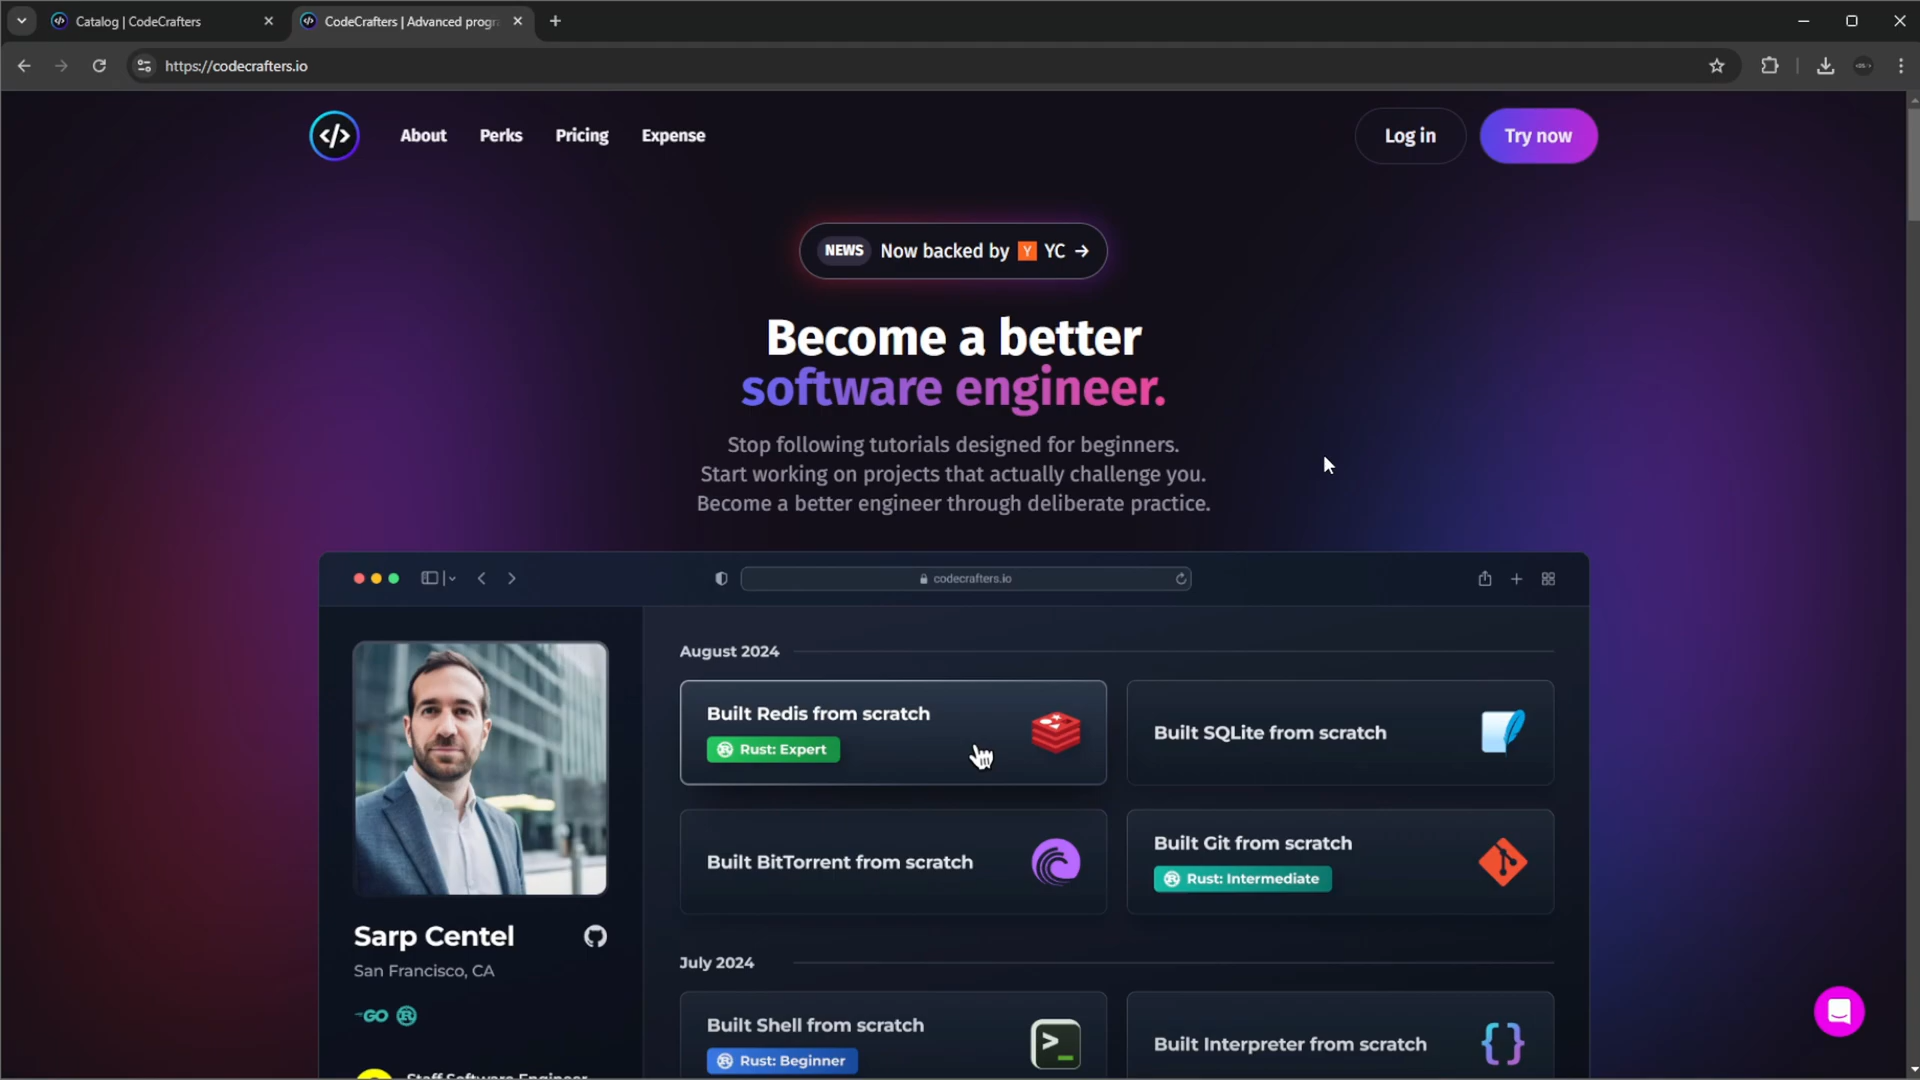 Catalog | CodeCrafters
CodeCrafters | Advanced progr
https://codecrafters.io
</>
About
Perks
Pricing
Expense
Log in
Try now
NEWS Now backed by Y YC →
Become a better
software engineer.
Stop following tutorials designed for beginners.
Start working on projects that actually challenge you.
Become a better engineer through deliberate practice.
codecrafters.io
August 2024
Built Redis from scratch
Rust: Expert
Built SQLite from scratch
Built BitTorrent from scratch
Built Git from scratch
Rust: Intermediate
Sarp Centel
San Francisco, CA
GO
July 2024
Built Shell from scratch
Rust: Beginner
Built Interpreter from scratch
Staff Software Engineer